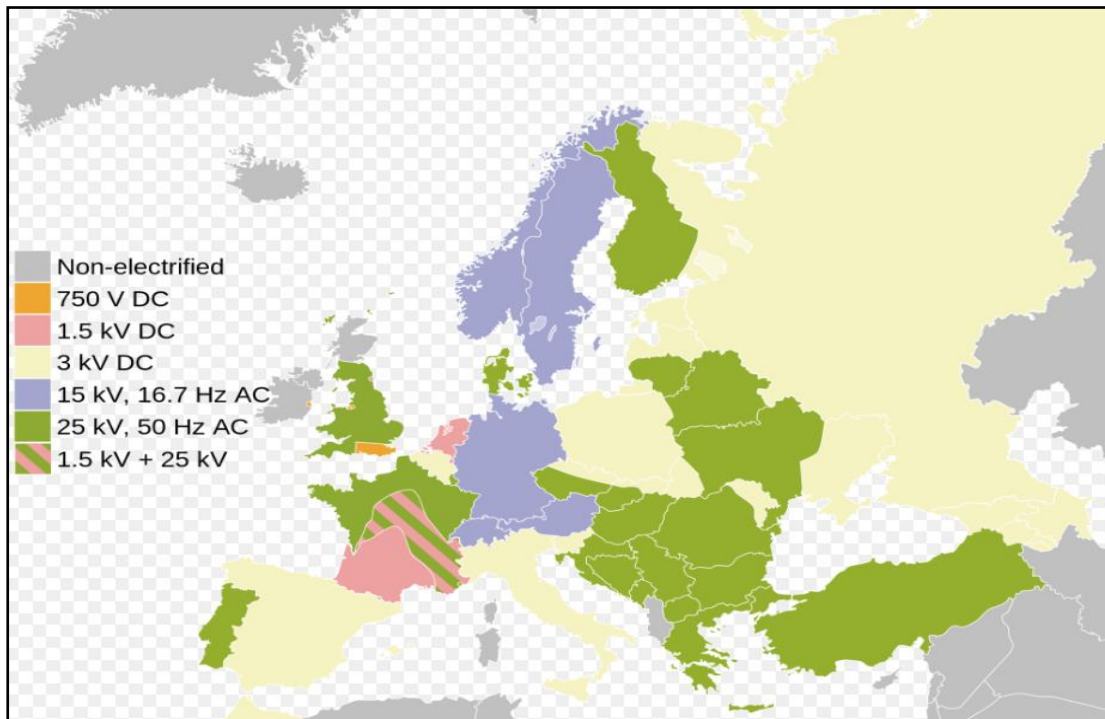 Non-electrified
750 V DC
1.5 kV DC
3 kV DC
15 kV, 16.7 Hz AC
25 kV, 50 Hz AC
1.5 kV + 25 kV